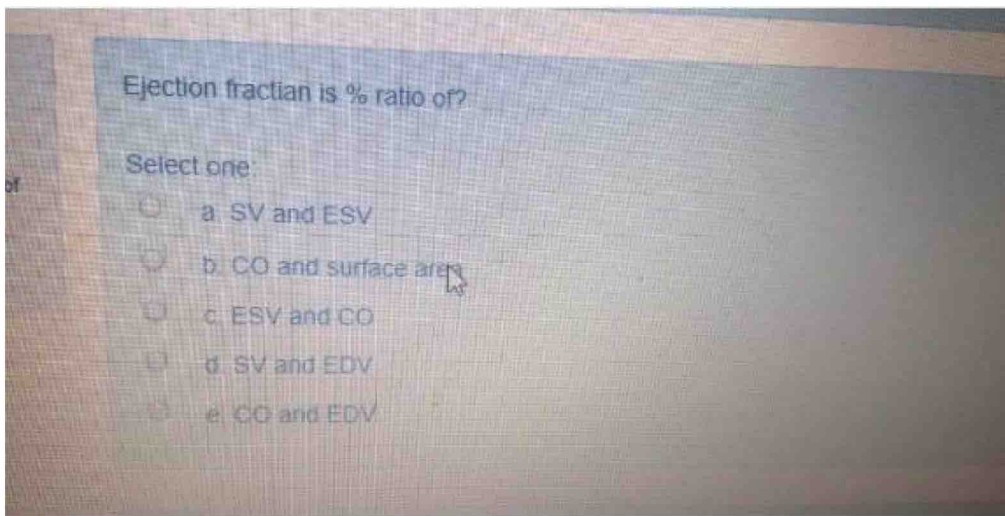 Ejection fractian is % ratio of?
Select one:
of
a. SV and ESV
b. CO and surface area
c. ESV and CO
d. SV and EDV
e. CO and EDV